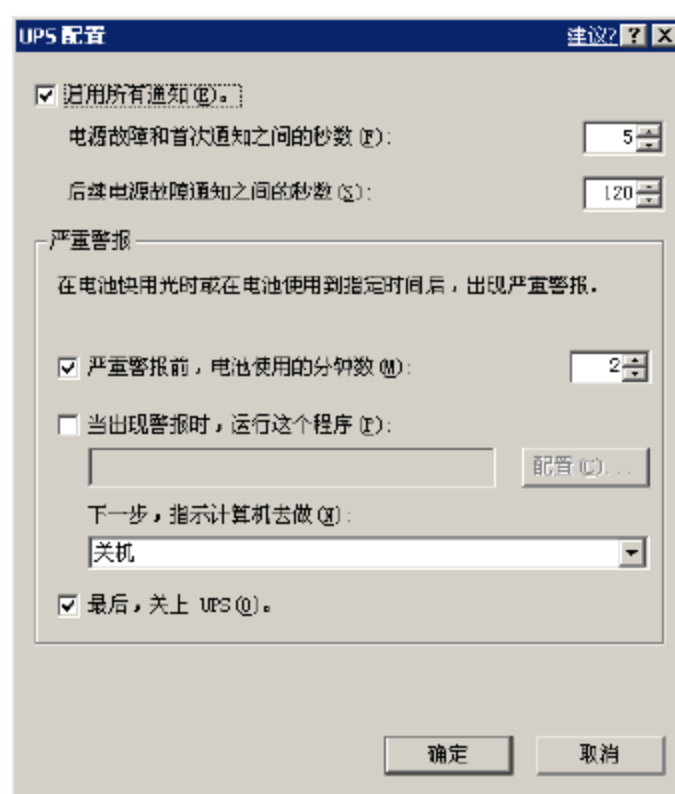 UPS 配置 建议? ? X
启用所有通知(E)。
电源故障和首次通知之间的秒数(F): 5
后续电源故障通知之间的秒数(S): 120
严重警报
在电池快用光时或在电池使用到指定时间后，出现严重警报.
严重警报前，电池使用的分钟数(M): 2
当出现警报时，运行这个程序(P):
配置(C)...
下一步，指示计算机去做(N):
关机
最后，关上 UPS(O)。
确定 取消